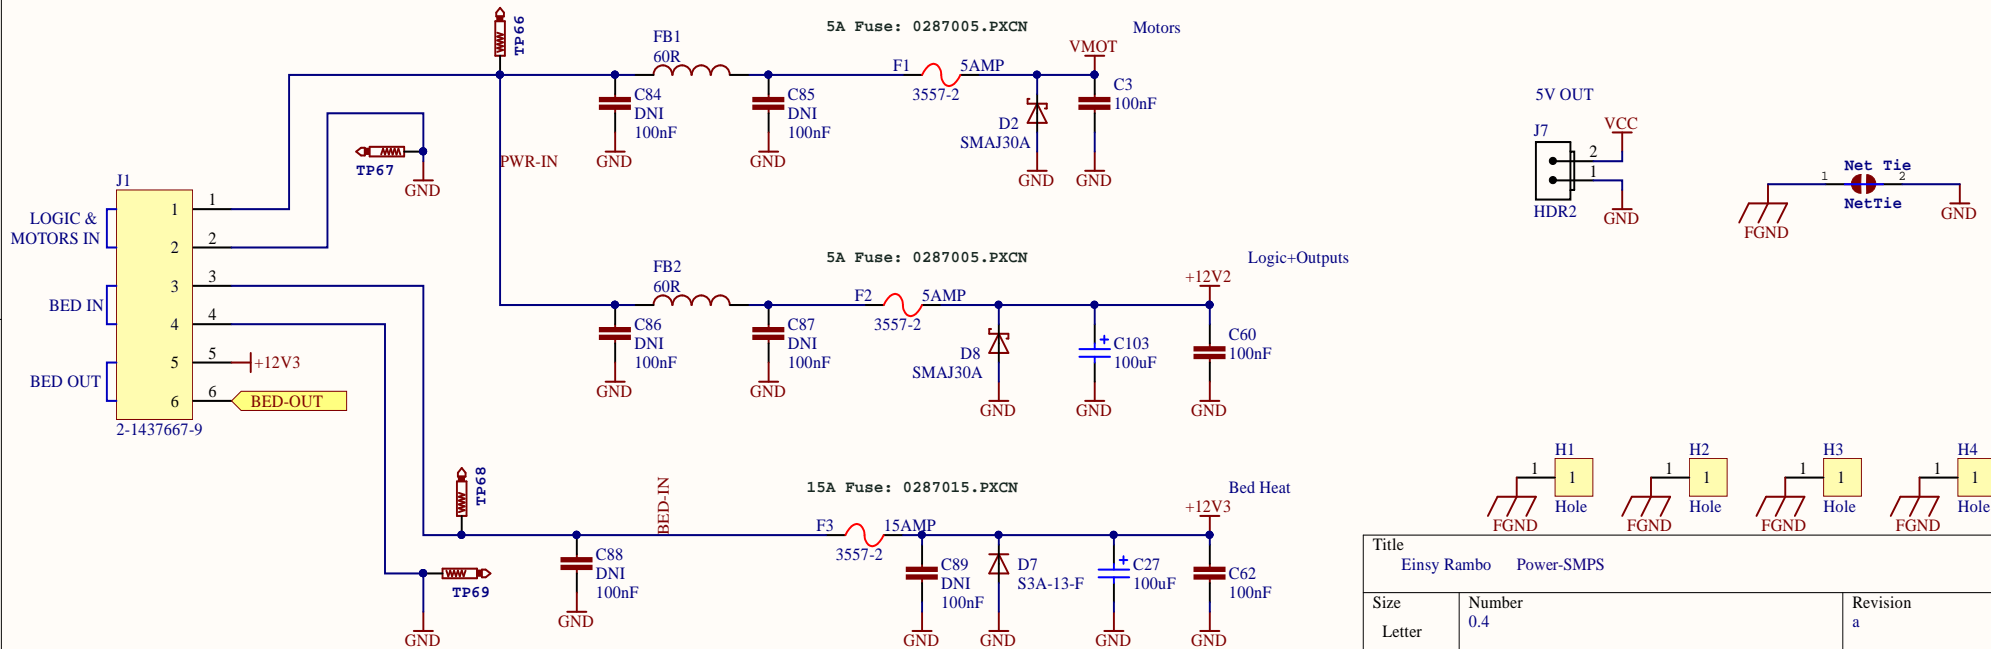 TP66
5A Fuse: 0287005.PXCN
Motors
FB1
60R
VMOT
F1
5AMP
3557-2
C84
DNI
100nF
C85
DNI
100nF
D2
SMAJ30A
C3
100nF
GND
GND
GND
GND
TP67
GND
PWR-IN
J1
LOGIC &
MOTORS IN
BED IN
BED OUT
1
2
3
4
5
6
1
2
3
4
5
6
+12V3
BED-OUT
2-1437667-9
5A Fuse: 0287005.PXCN
Logic+Outputs
FB2
60R
+12V2
F2
5AMP
3557-2
C86
DNI
100nF
C87
DNI
100nF
D8
SMAJ30A
C103
100uF
C60
100nF
GND
GND
GND
GND
GND
TP68
BED-IN
15A Fuse: 0287015.PXCN
Bed Heat
+12V3
F3
15AMP
3557-2
TP69
GND
C88
DNI
100nF
GND
C89
DNI
100nF
D7
S3A-13-F
C27
100uF
C62
100nF
GND
GND
GND
GND
5V OUT
J7
VCC
2
1
HDR2
GND
Net Tie
1
2
NetTie
FGND
GND
H1
1
1
Hole
FGND
H2
1
1
Hole
FGND
H3
1
1
Hole
FGND
H4
1
1
Hole
FGND
Title
Einsy Rambo Power-SMPS
Size
Letter
Number
0.4
Revision
a